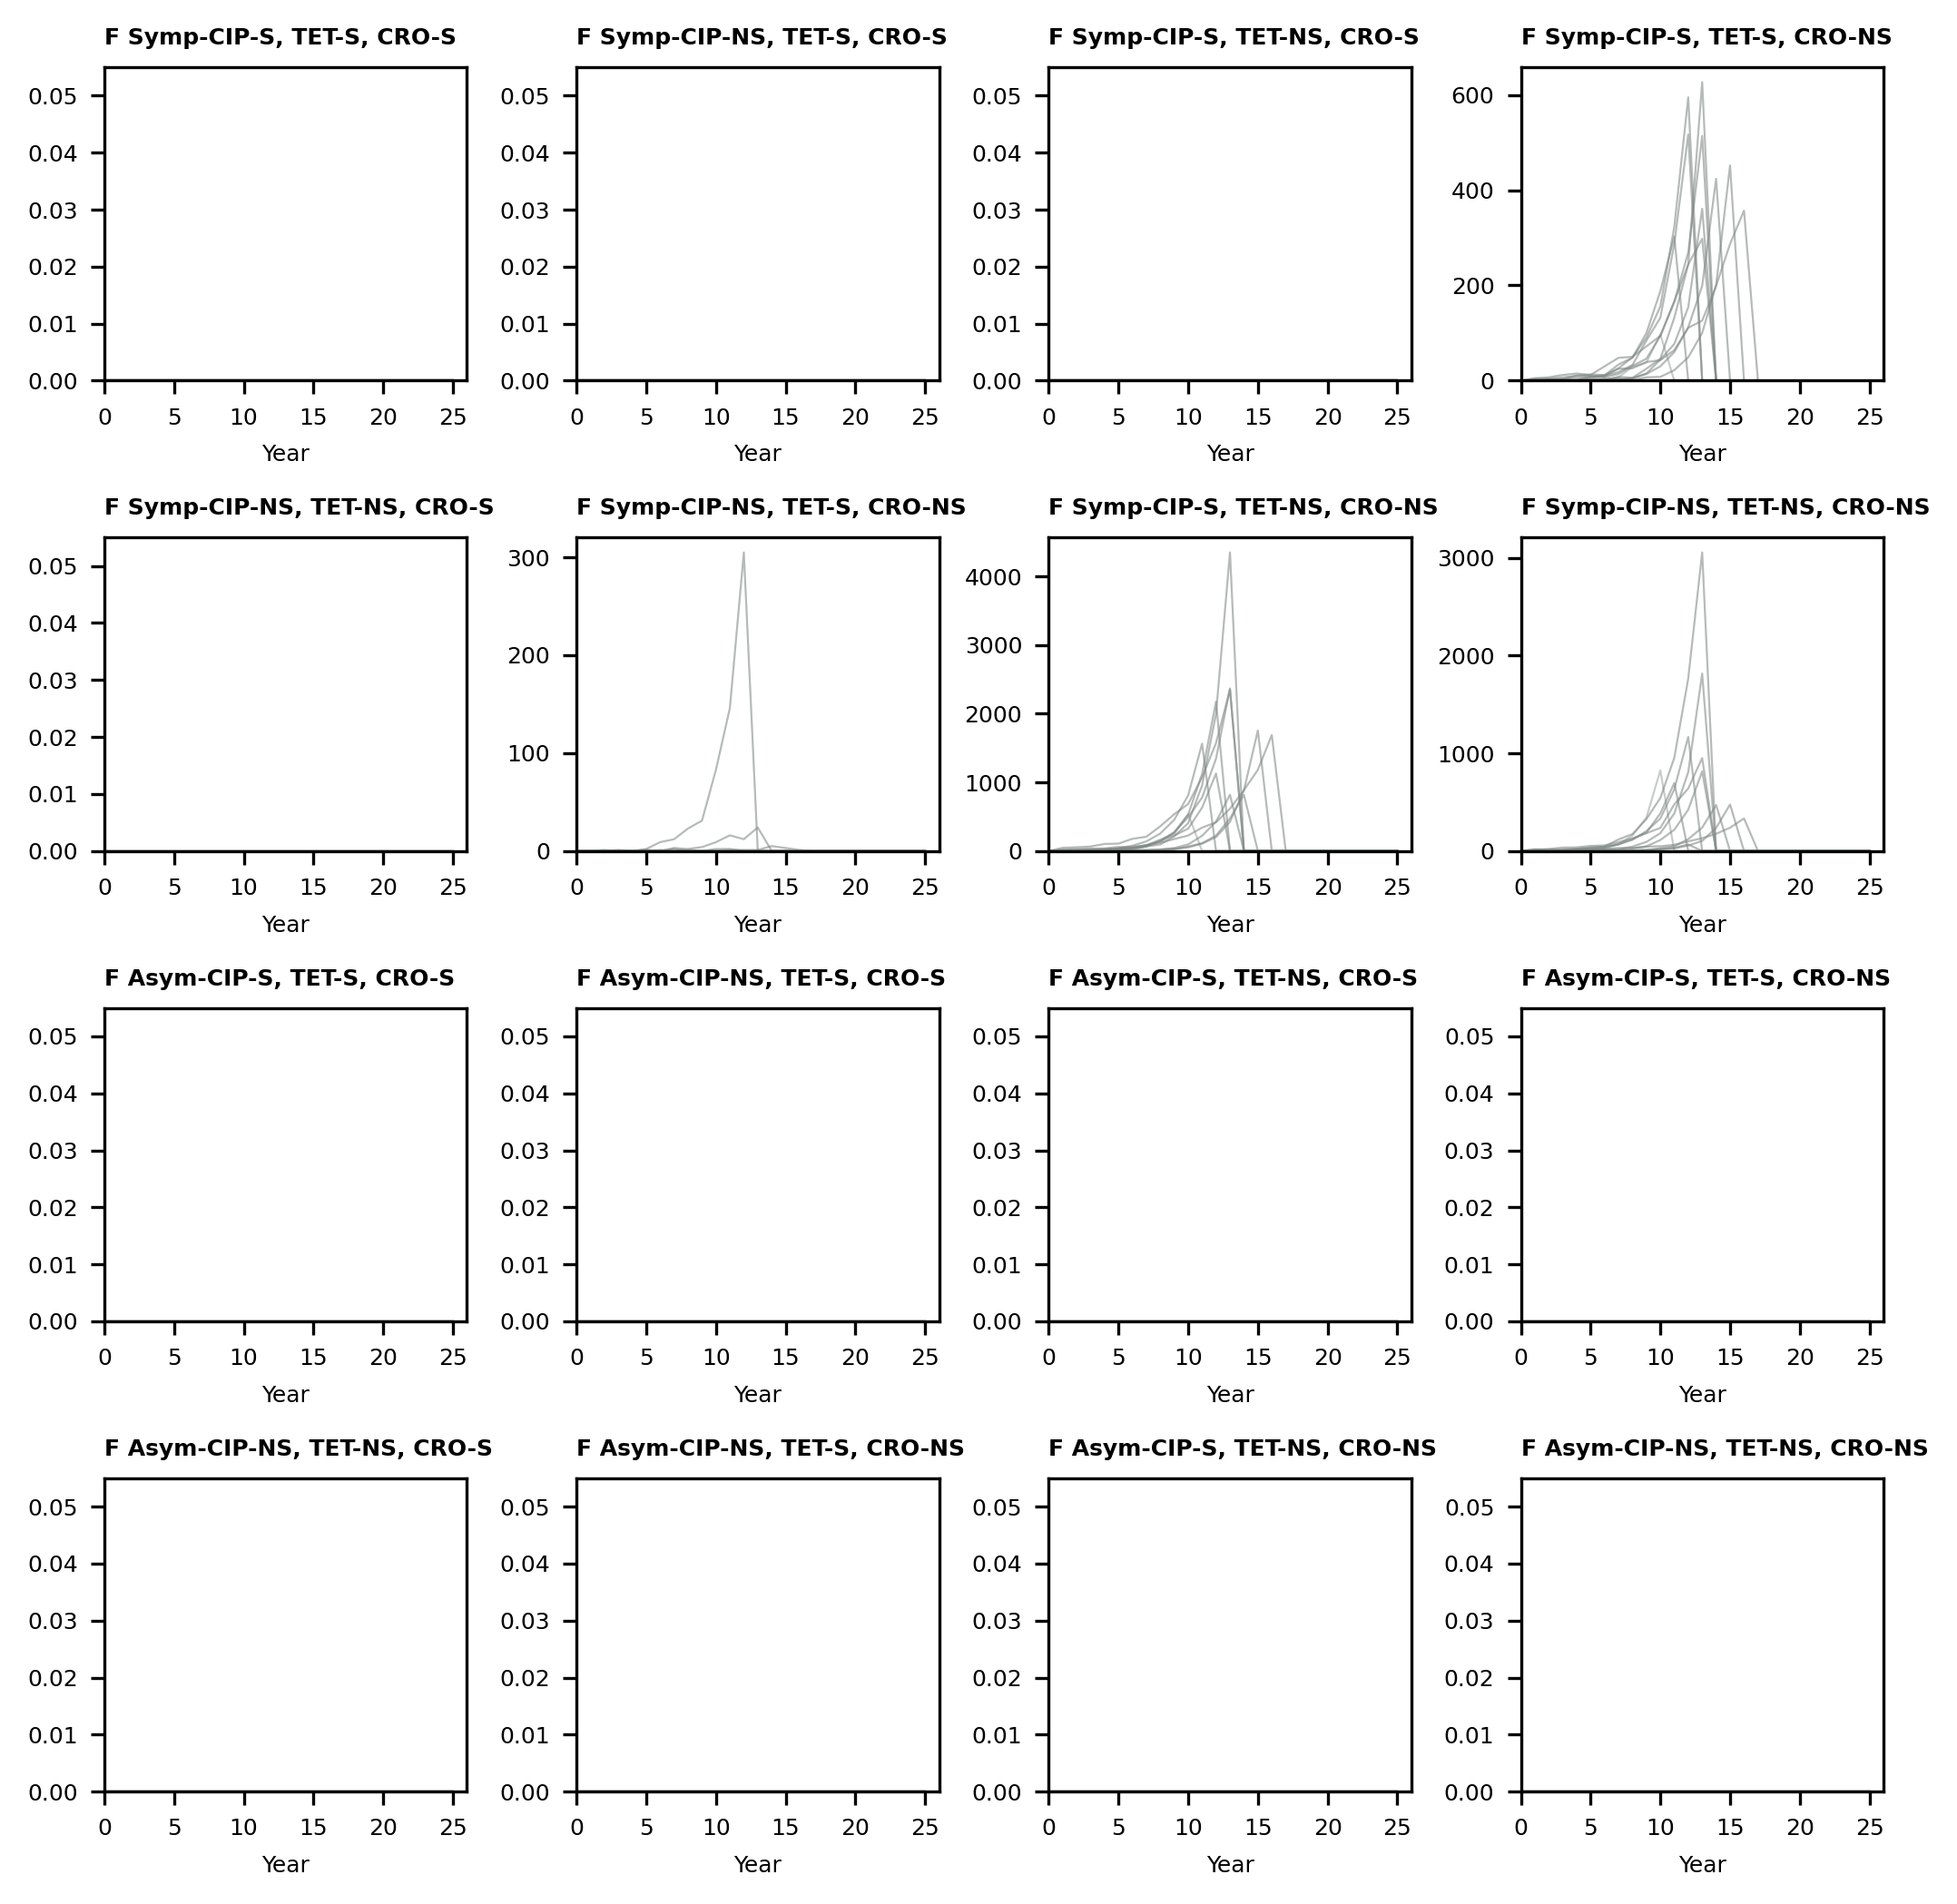 F Symp-CIP-S, TET-S, CRO-S
0.05
0.04
0.03
0.02
0.01
0.00
0 5 10 15 20 25
Year
F Symp-CIP-NS, TET-S, CRO-S
0.05
0.04
0.03
0.02
0.01
0.00
0 5 10 15 20 25
Year
F Symp-CIP-S, TET-NS, CRO-S
0.05
0.04
0.03
0.02
0.01
0.00
0 5 10 15 20 25
Year
F Symp-CIP-S, TET-S, CRO-NS
600
400
200
0
0 5 10 15 20 25
Year
F Symp-CIP-NS, TET-NS, CRO-S
0.05
0.04
0.03
0.02
0.01
0.00
0 5 10 15 20 25
Year
F Symp-CIP-NS, TET-S, CRO-NS
300
200
100
0
0 5 10 15 20 25
Year
F Symp-CIP-S, TET-NS, CRO-NS
4000
3000
2000
1000
0
0 5 10 15 20 25
Year
F Symp-CIP-NS, TET-NS, CRO-NS
3000
2000
1000
0
0 5 10 15 20 25
Year
F Asym-CIP-S, TET-S, CRO-S
0.05
0.04
0.03
0.02
0.01
0.00
0 5 10 15 20 25
Year
F Asym-CIP-NS, TET-S, CRO-S
0.05
0.04
0.03
0.02
0.01
0.00
0 5 10 15 20 25
Year
F Asym-CIP-S, TET-NS, CRO-S
0.05
0.04
0.03
0.02
0.01
0.00
0 5 10 15 20 25
Year
F Asym-CIP-S, TET-S, CRO-NS
0.05
0.04
0.03
0.02
0.01
0.00
0 5 10 15 20 25
Year
F Asym-CIP-NS, TET-NS, CRO-S
0.05
0.04
0.03
0.02
0.01
0.00
0 5 10 15 20 25
Year
F Asym-CIP-NS, TET-S, CRO-NS
0.05
0.04
0.03
0.02
0.01
0.00
0 5 10 15 20 25
Year
F Asym-CIP-S, TET-NS, CRO-NS
0.05
0.04
0.03
0.02
0.01
0.00
0 5 10 15 20 25
Year
F Asym-CIP-NS, TET-NS, CRO-NS
0.05
0.04
0.03
0.02
0.01
0.00
0 5 10 15 20 25
Year